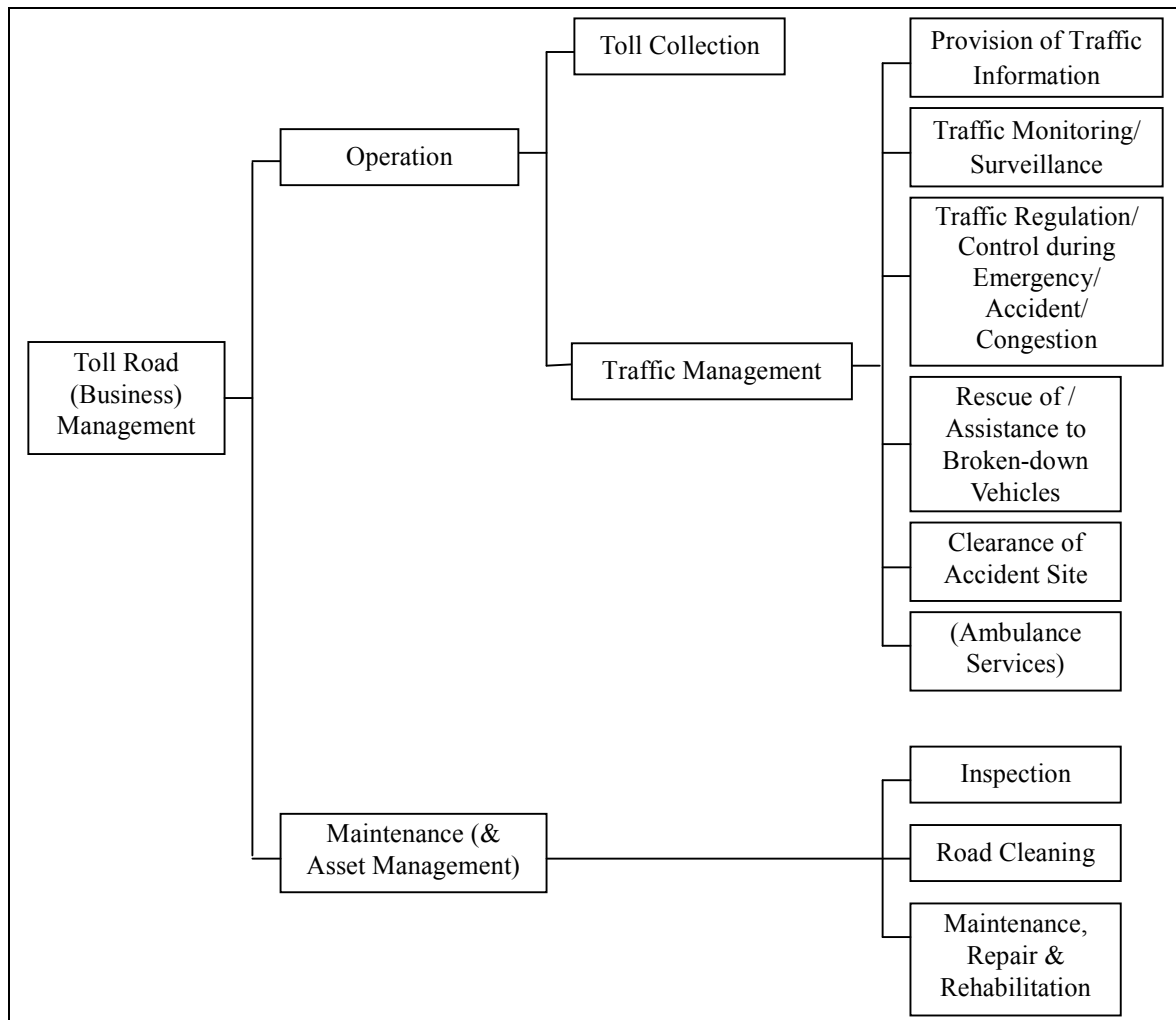 Toll Road
(Business)
Management
Operation
Toll Collection
Traffic Management
Provision of Traffic
Information
Traffic Monitoring/
Surveillance
Traffic Regulation/
Control during
Emergency/
Accident/
Congestion
Rescue of /
Assistance to
Broken-down
Vehicles
Clearance of
Accident Site
(Ambulance
Services)
Maintenance (&
Asset Management)
Inspection
Road Cleaning
Maintenance,
Repair &
Rehabilitation